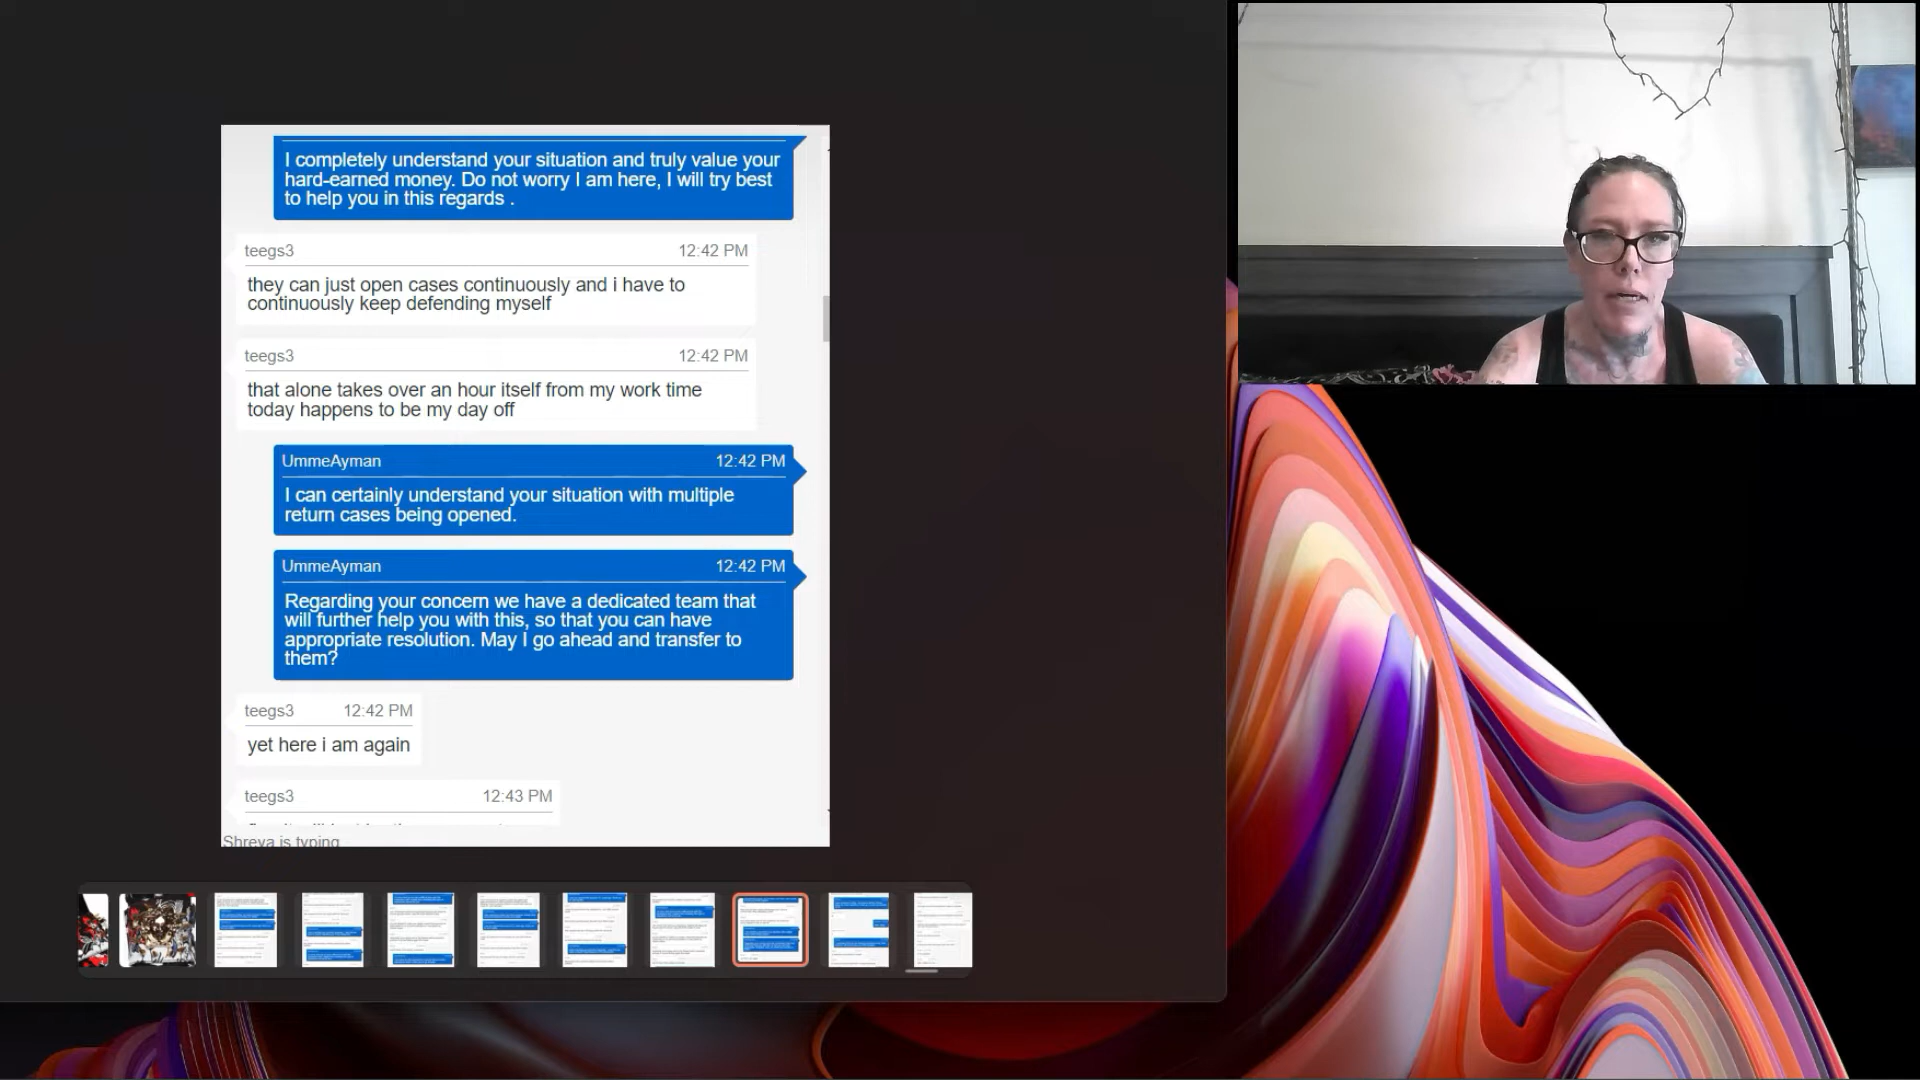 I completely understand your situation and truly value your
hard-earned money. Do not worry I am here, I will try best
to help you in this regards .
teegs3 12:42 PM
they can just open cases continuously and i have to
continuously keep defending myself
teegs3 12:42 PM
that alone takes over an hour itself from my work time
today happens to be my day off
UmmeAyman 12:42 PM
I can certainly understand your situation with multiple
return cases being opened.
UmmeAyman 12:42 PM
Regarding your concern we have a dedicated team that
will further help you with this, so that you can have
appropriate resolution. May I go ahead and transfer to
them?
teegs3 12:42 PM
yet here i am again
teegs3 12:43 PM
Shreya is typing